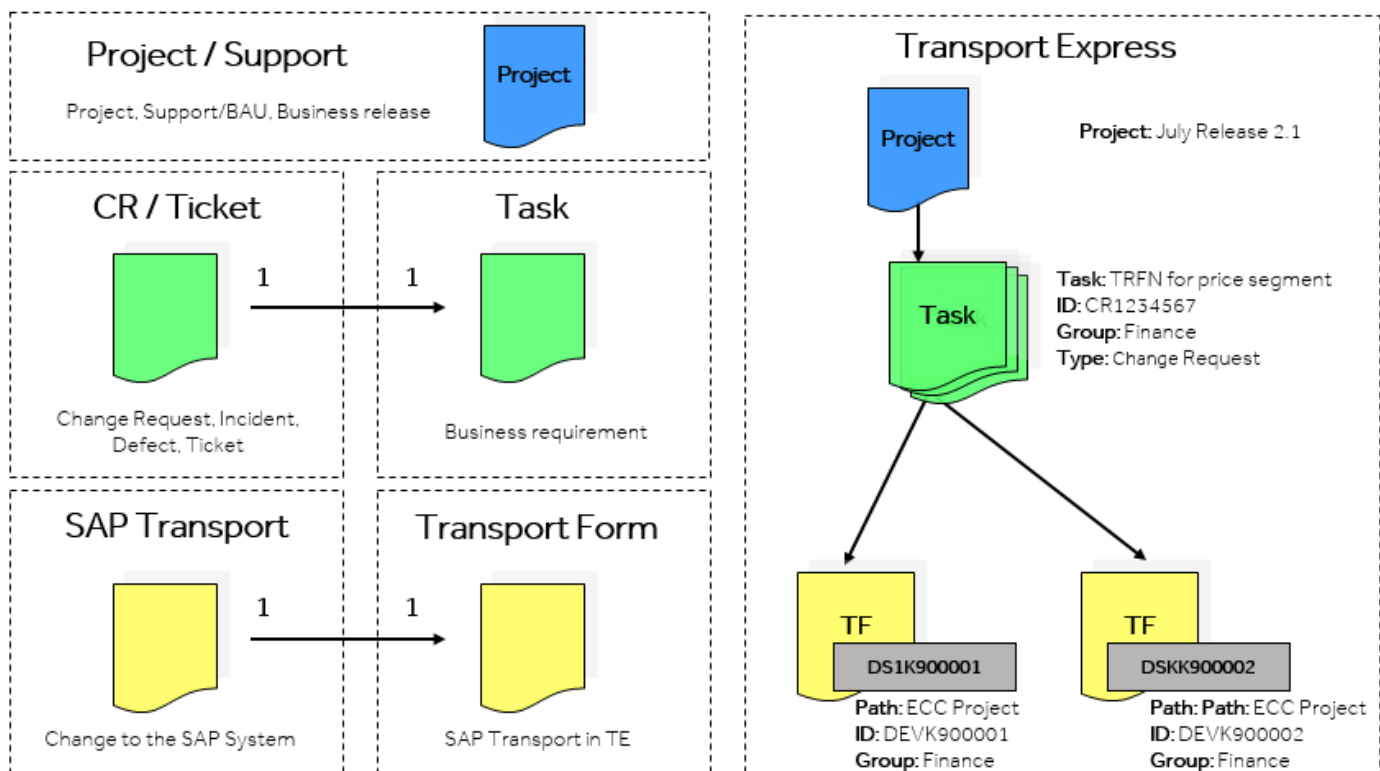 Project / Support
Project
Project, Support/BAU, Business release
CR / Ticket
1
1
Change Request, Incident,
Defect, Ticket
Task
Business requirement
SAP Transport
1
1
Change to the SAP System
Transport Form
SAP Transport in TE
Transport Express
Project
Project: July Release 2.1
Task
Task: TRFN for price segment
ID: CR1234567
Group: Finance
Type: Change Request
TF
DS1K900001
Path: ECC Project
ID: DEVK900001
Group: Finance
TF
DSKK900002
Path: Path: ECC Project
ID: DEVK900002
Group: Finance